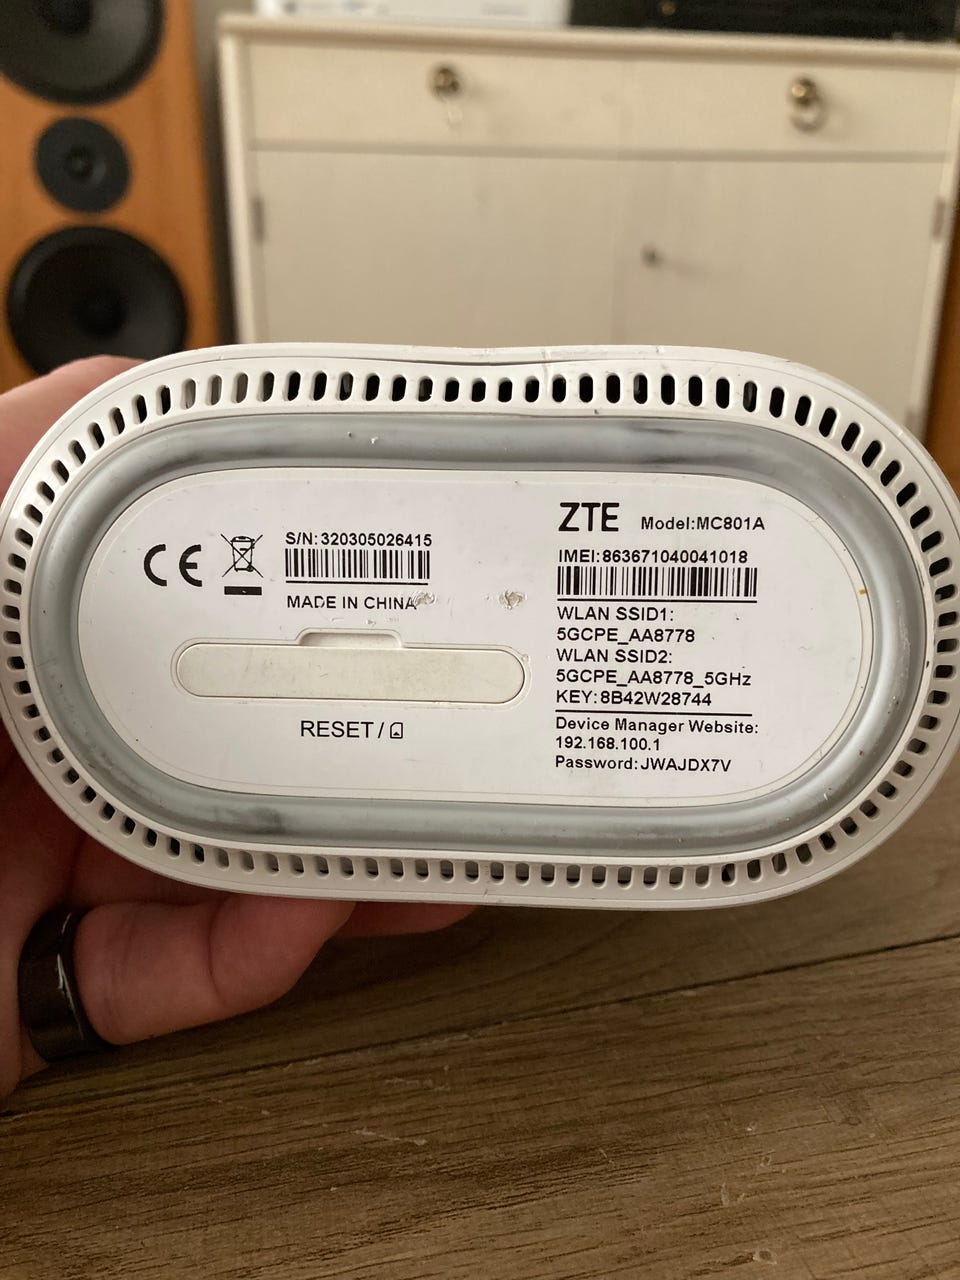 S/N:320305026415
MADE IN CHINA
RESET /
ZTE Model:MC801A
IMEI:863671040041018
WLAN SSID1:
5GCPE_AA8778
WLAN SSID2:
5GCPE_AA8778_5GHz
KEY:8B42W28744
Device Manager Website:
192.168.100.1
Password:JWAJDX7V